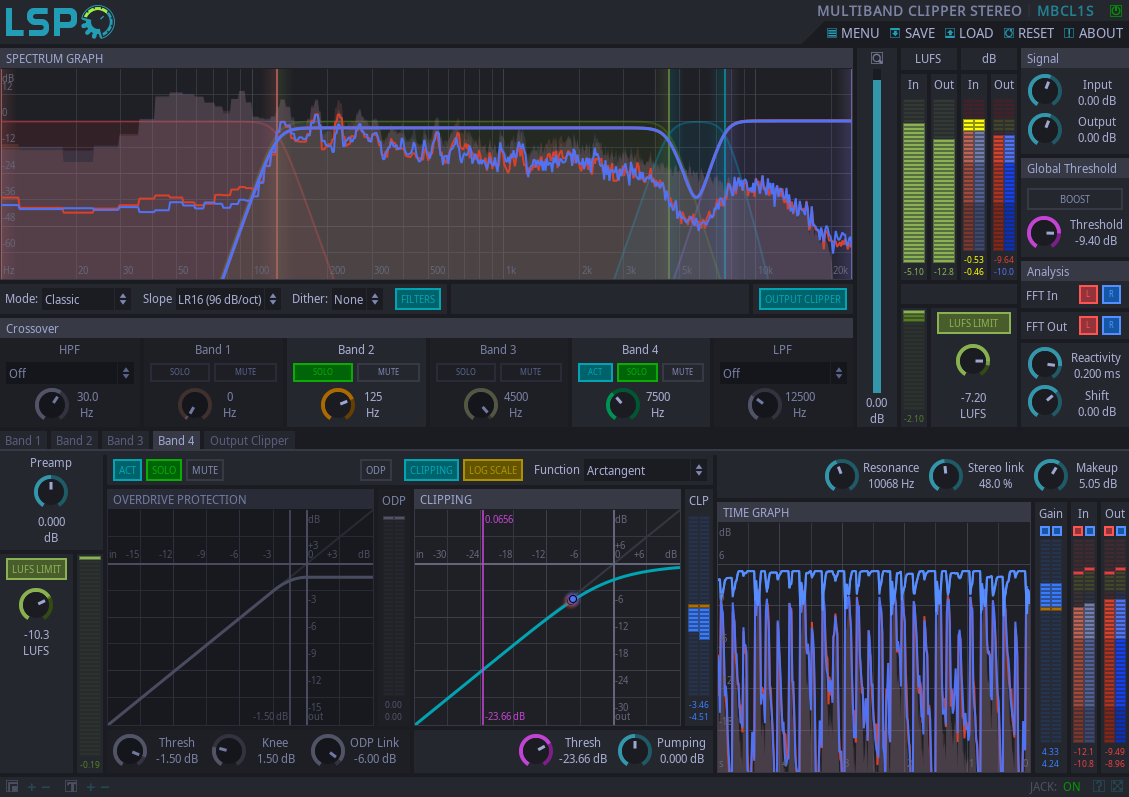 LSP
MULTIBAND CLIPPER STEREO MBCL1S
MENU SAVE LOAD RESET ABOUT
SPECTRUM GRAPH
dB
12
0
-12
-24
-36
-48
-60
Hz 20 30 50 100 200 300 500 1k 2k 3k 5k 10k 20k
Mode: Classic Slope LR16 (96 dB/oct) Dither: None FILTERS OUTPUT CLIPPER
Crossover
HPF Band 1 Band 2 Band 3 Band 4 LPF
Off SOLO MUTE SOLO MUTE SOLO MUTE ACT SOLO MUTE Off
30.0 Hz
0 Hz
125 Hz
4500 Hz
7500 Hz
12500 Hz
0.00 dB
LUFS dB
In Out In Out
-5.10 -12.8 -0.53 -9.64
-0.46 -10.0
LUFS LIMIT
-7.20
LUFS
-2.10
Signal
Input
0.00 dB
Output
0.00 dB
Global Threshold
BOOST
Threshold
-9.40 dB
Analysis
FFT In L R
FFT Out L R
Reactivity
0.200 ms
Shift
0.00 dB
Band 1 Band 2 Band 3 Band 4 Output Clipper
Preamp
0.000
dB
LUFS LIMIT
-10.3
LUFS
-0.19
ACT SOLO MUTE ODP CLIPPING LOG SCALE Function Arctangent
OVERDRIVE PROTECTION ODP
dB
+3
in -15 -12 -9 -6 -3 0 +3 dB
-3
-6
-9
-12
-15
-1.50 dB out
0.00
0.00
Thresh
-1.50 dB
Knee
1.50 dB
ODP Link
-6.00 dB
CLIPPING CLP
0.0656 dB
+6
in -30 -24 -18 -12 -6 0 +6 dB
-6
-12
-18
-24
-30
-23.66 dB out
-3.46
-4.51
Thresh
-23.66 dB
Pumping
0.000 dB
Resonance
10068 Hz
Stereo link
48.0 %
Makeup
5.05 dB
TIME GRAPH
dB
6
Gain In Out
4.33 -12.1 -9.49
4.24 -10.8 -8.96
JACK: ON